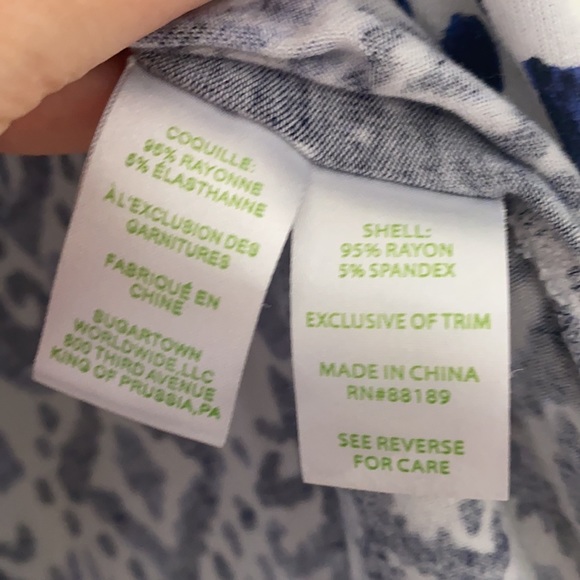 COQUILLE:
95% RAYONNE
5% ÉLASTHANNE
À L'EXCLUSION DES
GARNITURES
FABRIQUÉ EN
CHINE
SUGARTOWN
WORLDWIDE, LLC
800 THIRD AVENUE
KING OF PRUSSIA, PA
SHELL:
95% RAYON
5% SPANDEX
EXCLUSIVE OF TRIM
MADE IN CHINA
RN#88189
SEE REVERSE
FOR CARE